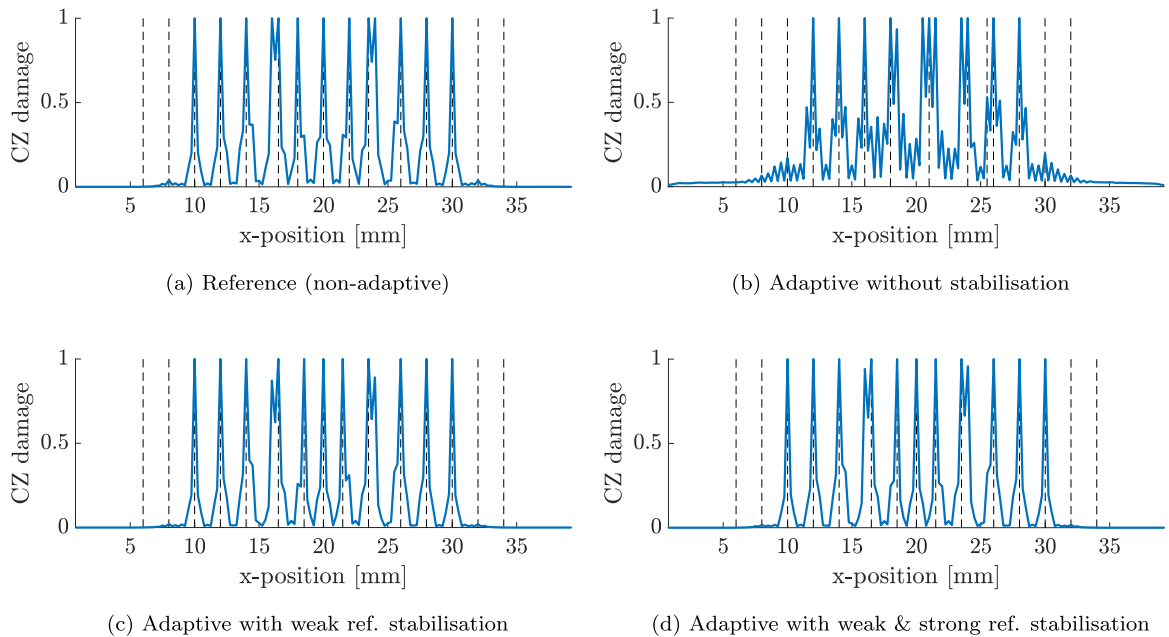 1
0.5
0
CZ damage
5 10 15 20 25 30 35
x-position [mm]
(a) Reference (non-adaptive)
1
0.5
0
CZ damage
5 10 15 20 25 30 35
x-position [mm]
(b) Adaptive without stabilisation
1
0.5
0
CZ damage
5 10 15 20 25 30 35
x-position [mm]
(c) Adaptive with weak ref. stabilisation
1
0.5
0
CZ damage
5 10 15 20 25 30 35
x-position [mm]
(d) Adaptive with weak & strong ref. stabilisation